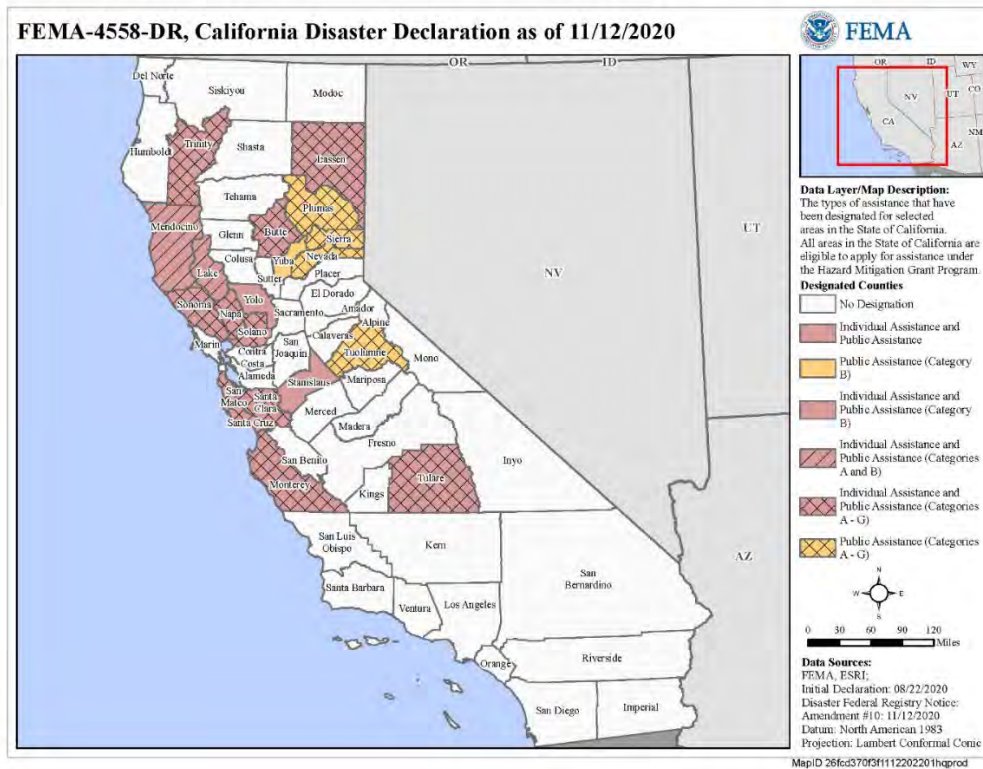 FEMA-4558-DR, California Disaster Declaration as of 11/12/2020
FEMA
OR
ID
Del Norte
Siskiyou
Modoc
Humboldt
Trinity
Shasta
Lassen
Tehama
Plumas
Mendocino
Glenn
Butte
Sierra
Colusa
Yuba
Nevada
Lake
Sutter
Placer
Sonoma
Napa
Yolo
El Dorado
Sacramento
Amador
Alpine
Solano
Marin
Contra
Costa
San
Joaquin
Calaveras
Tuolumne
Mono
Alameda
San
Mateo
Santa
Clara
Stanislaus
Mariposa
Santa Cruz
Merced
Madera
Fresno
San Benito
Monterey
Kings
Tulare
Inyo
San Luis
Obispo
Kern
San
Bernardino
Santa Barbara
Ventura
Los Angeles
Orange
Riverside
San Diego
Imperial
NV
UT
AZ
OR
ID
WY
NV
UT
CO
CA
AZ
NM
Data Layer/Map Description:
The types of assistance that have
been designated for selected
areas in the State of California.
All areas in the State of California are
eligible to apply for assistance under
the Hazard Mitigation Grant Program.
Designated Counties
No Designation
Individual Assistance and
Public Assistance
Public Assistance (Category
B)
Individual Assistance and
Public Assistance (Category
B)
Individual Assistance and
Public Assistance (Categories
A and B)
Individual Assistance and
Public Assistance (Categories
A - G)
Public Assistance (Categories
A - G)
N
W
E
S
0 30 60 90 120
Miles
Data Sources:
FEMA, ESRI;
Initial Declaration: 08/22/2020
Disaster Federal Registry Notice:
Amendment #10: 11/12/2020
Datum: North American 1983
Projection: Lambert Conformal Conic
MapID 26fcd370f3f1112202201hqprod